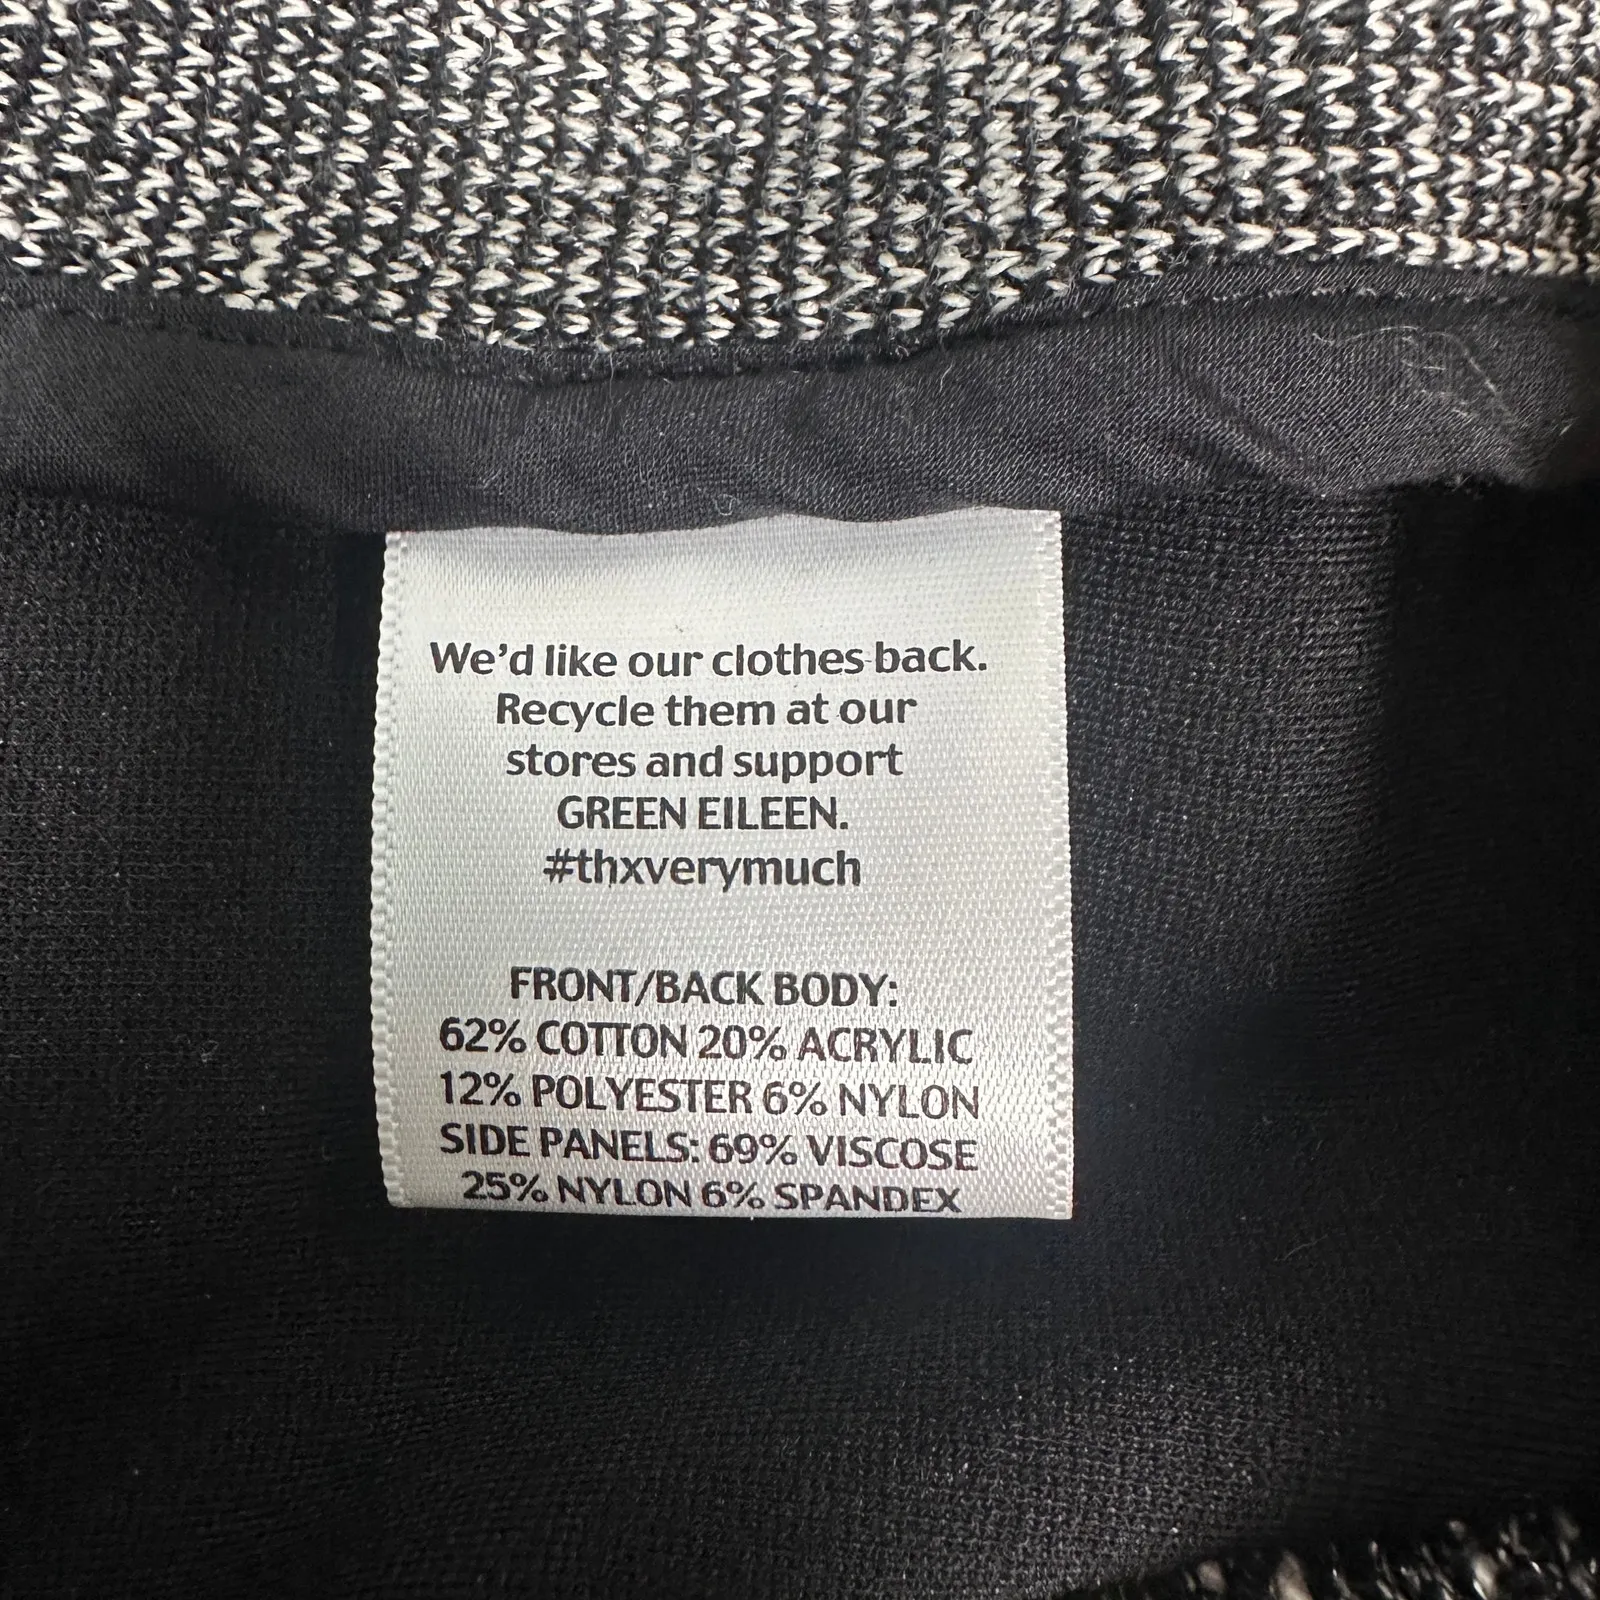 We'd like our clothes back.
Recycle them at our
stores and support
GREEN EILEEN.
#thxverymuch
FRONT/BACK BODY:
62% COTTON 20% ACRYLIC
12% POLYESTER 6% NYLON
SIDE PANELS: 69% VISCOSE
25% NYLON 6% SPANDEX